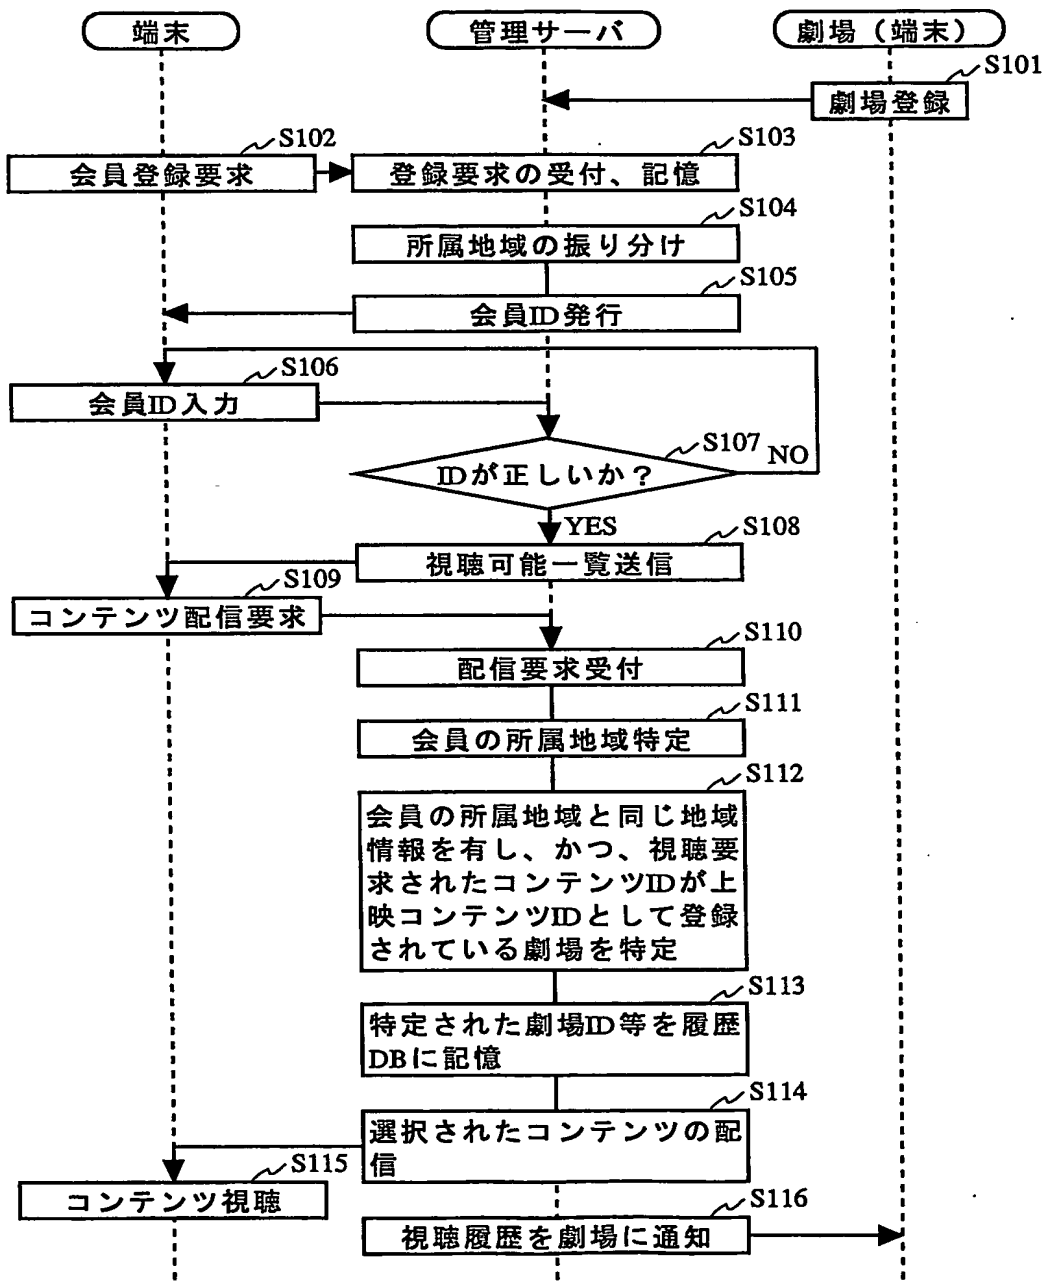 端末
管理サーバ
劇場（端末）
S101
劇場登録
S102
会員登録要求
S103
登録要求の受付、記憶
S104
所属地域の振り分け
S105
会員ID発行
S106
会員ID入力
S107
IDが正しいか？
NO
YES
S108
視聴可能一覧送信
S109
コンテンツ配信要求
S110
配信要求受付
S111
会員の所属地域特定
S112
会員の所属地域と同じ地域
情報を有し、かつ、視聴要
求されたコンテンツIDが上
映コンテンツIDとして登録
されている劇場を特定
S113
特定された劇場ID等を履歴
DBに記憶
S114
選択されたコンテンツの配
信
S115
コンテンツ視聴
S116
視聴履歴を劇場に通知